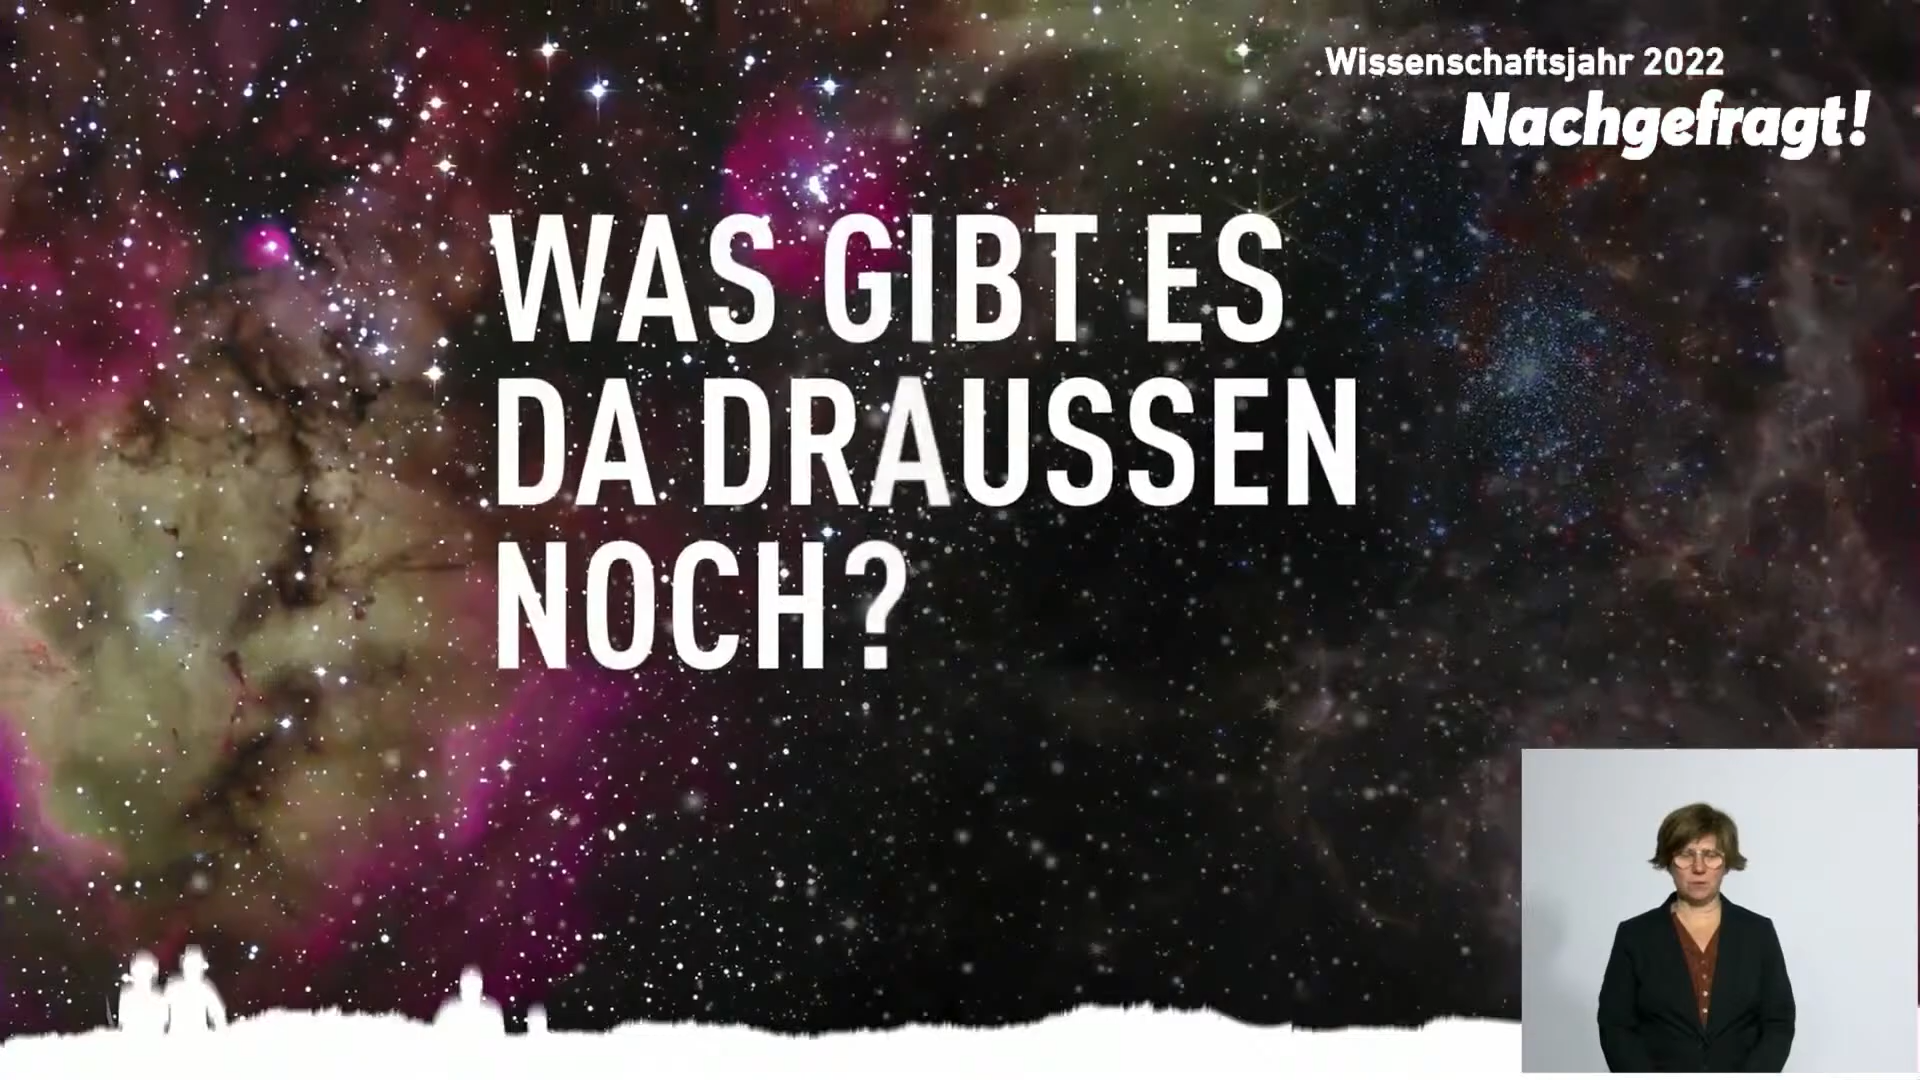 Wissenschaftsjahr 2022
Nachgefragt!
WAS GIBT ES
DA DRAUSSEN
NOCH?